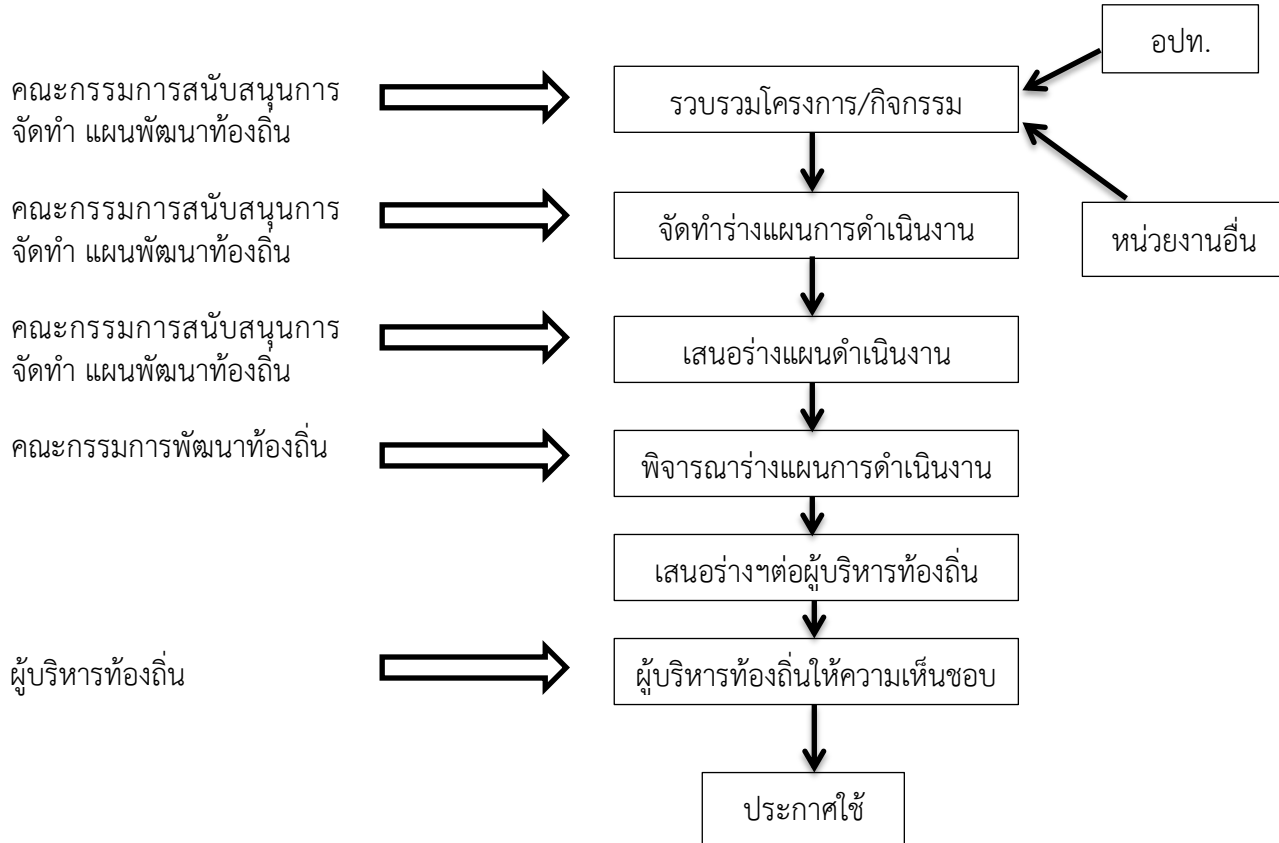 อปท.
คณะกรรมการสนับสนุนการ
จัดทำ แผนพัฒนาท้องถิ่น
รวบรวมโครงการ/กิจกรรม
คณะกรรมการสนับสนุนการ
จัดทำ แผนพัฒนาท้องถิ่น
จัดทำร่างแผนการดำเนินงาน
หน่วยงานอื่น
คณะกรรมการสนับสนุนการ
จัดทำ แผนพัฒนาท้องถิ่น
เสนอร่างแผนดำเนินงาน
คณะกรรมการพัฒนาท้องถิ่น
พิจารณาร่างแผนการดำเนินงาน
เสนอร่างฯต่อผู้บริหารท้องถิ่น
ผู้บริหารท้องถิ่น
ผู้บริหารท้องถิ่นให้ความเห็นชอบ
ประกาศใช้